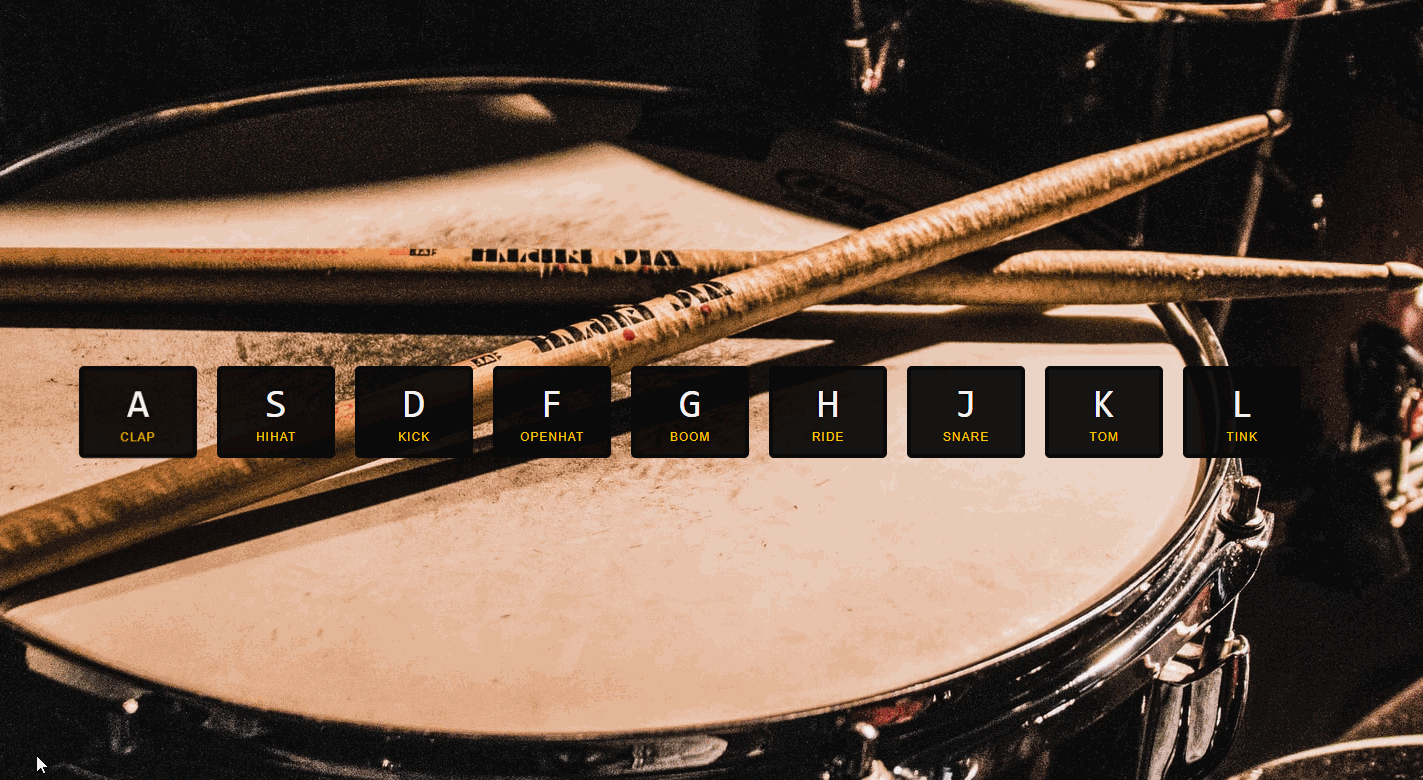 A
CLAP
S
HIHAT
D
KICK
F
OPENHAT
G
BOOM
H
RIDE
J
SNARE
K
TOM
L
TINK